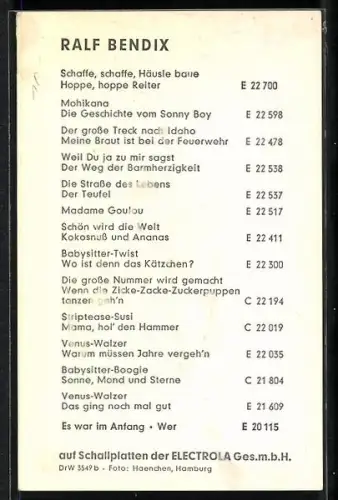 RALF BENDIX
Schaffe, schaffe, Häusle baue
Hoppe, hoppe Reiter E 22 700
Mohikana
Die Geschichte vom Sonny Boy E 22 598
Der große Treck nach Idaho
Meine Braut ist bei der Feuerwehr E 22 478
Weil Du ja zu mir sagst
Der Weg der Barmherzigkeit E 22 538
Die Straße des Lebens
Der Teufel E 22 537
Madame Goulou E 22 517
Schön wird die Welt
Kokosnuß und Ananas E 22 411
Babysitter-Twist
Wo ist denn das Kätzchen? E 22 300
Die große Nummer wird gemacht
Wenn die Zicke-Zacke-Zuckerpuppen
tanzen geh'n C 22 194
Striptease-Susi
Mama, hol' den Hammer C 22 019
Venus-Walzer
Warum müssen Jahre vergeh'n E 22 035
Babysitter-Boogie
Sonne, Mond und Sterne C 21 804
Venus-Walzer
Das ging noch mal gut E 21 609
Es war im Anfang · Wer E 20 115
auf Schallplatten der ELECTROLA Ges.m.b.H.
DrW 3549 b - Foto: Haenchen, Hamburg